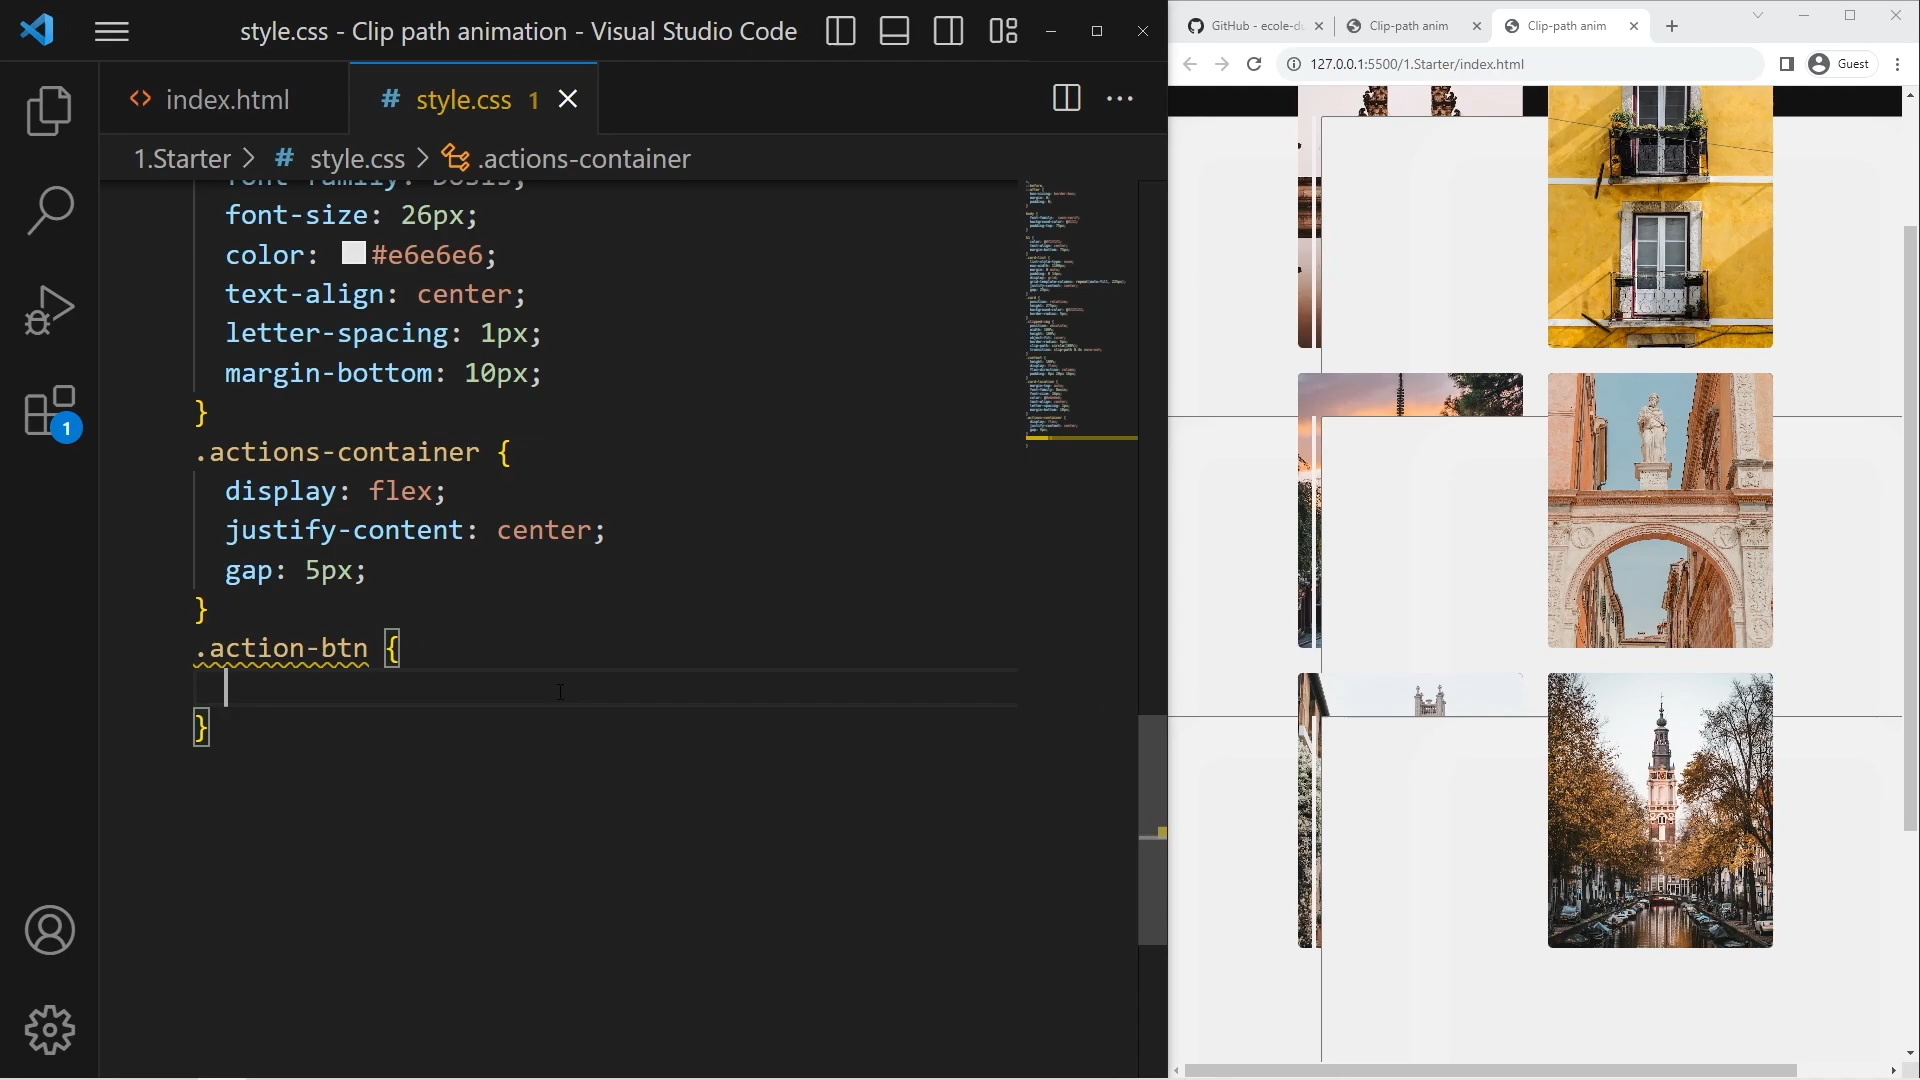 style.css - Clip path animation - Visual Studio Code
index.html
style.css 1
1.Starter > # style.css > .actions-container
font-family: Dosis;
font-size: 26px;
color: #e6e6e6;
text-align: center;
letter-spacing: 1px;
margin-bottom: 10px;
}
.actions-container {
display: flex;
justify-content: center;
gap: 5px;
}
.action-btn {
}
1
GitHub - ecole-du
Clip-path anim
Clip-path anim
127.0.0.1:5500/1.Starter/index.html
Guest